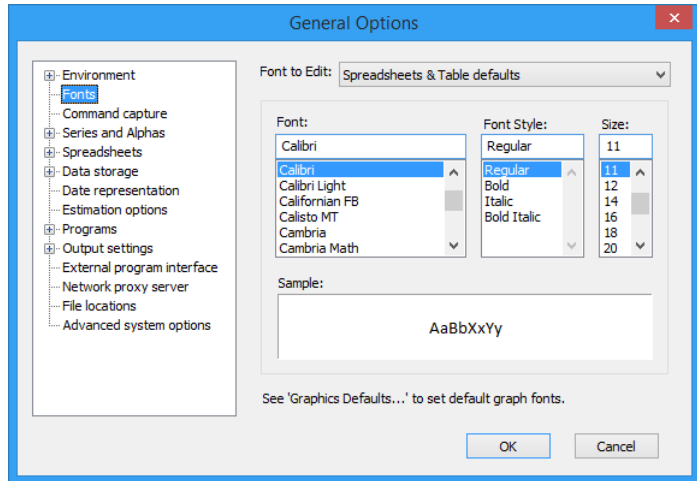 General Options
Environment
Fonts
Command capture
Series and Alphas
Spreadsheets
Data storage
Date representation
Estimation options
Programs
Output settings
External program interface
Network proxy server
File locations
Advanced system options
Font to Edit: Spreadsheets & Table defaults
Font:
Calibri
Calibri
Calibri Light
Californian FB
Calisto MT
Cambria
Cambria Math
Font Style:
Regular
Regular
Bold
Italic
Bold Italic
Size:
11
11
12
14
16
18
20
Sample:
AaBbXxYy
See 'Graphics Defaults...' to set default graph fonts.
OK
Cancel